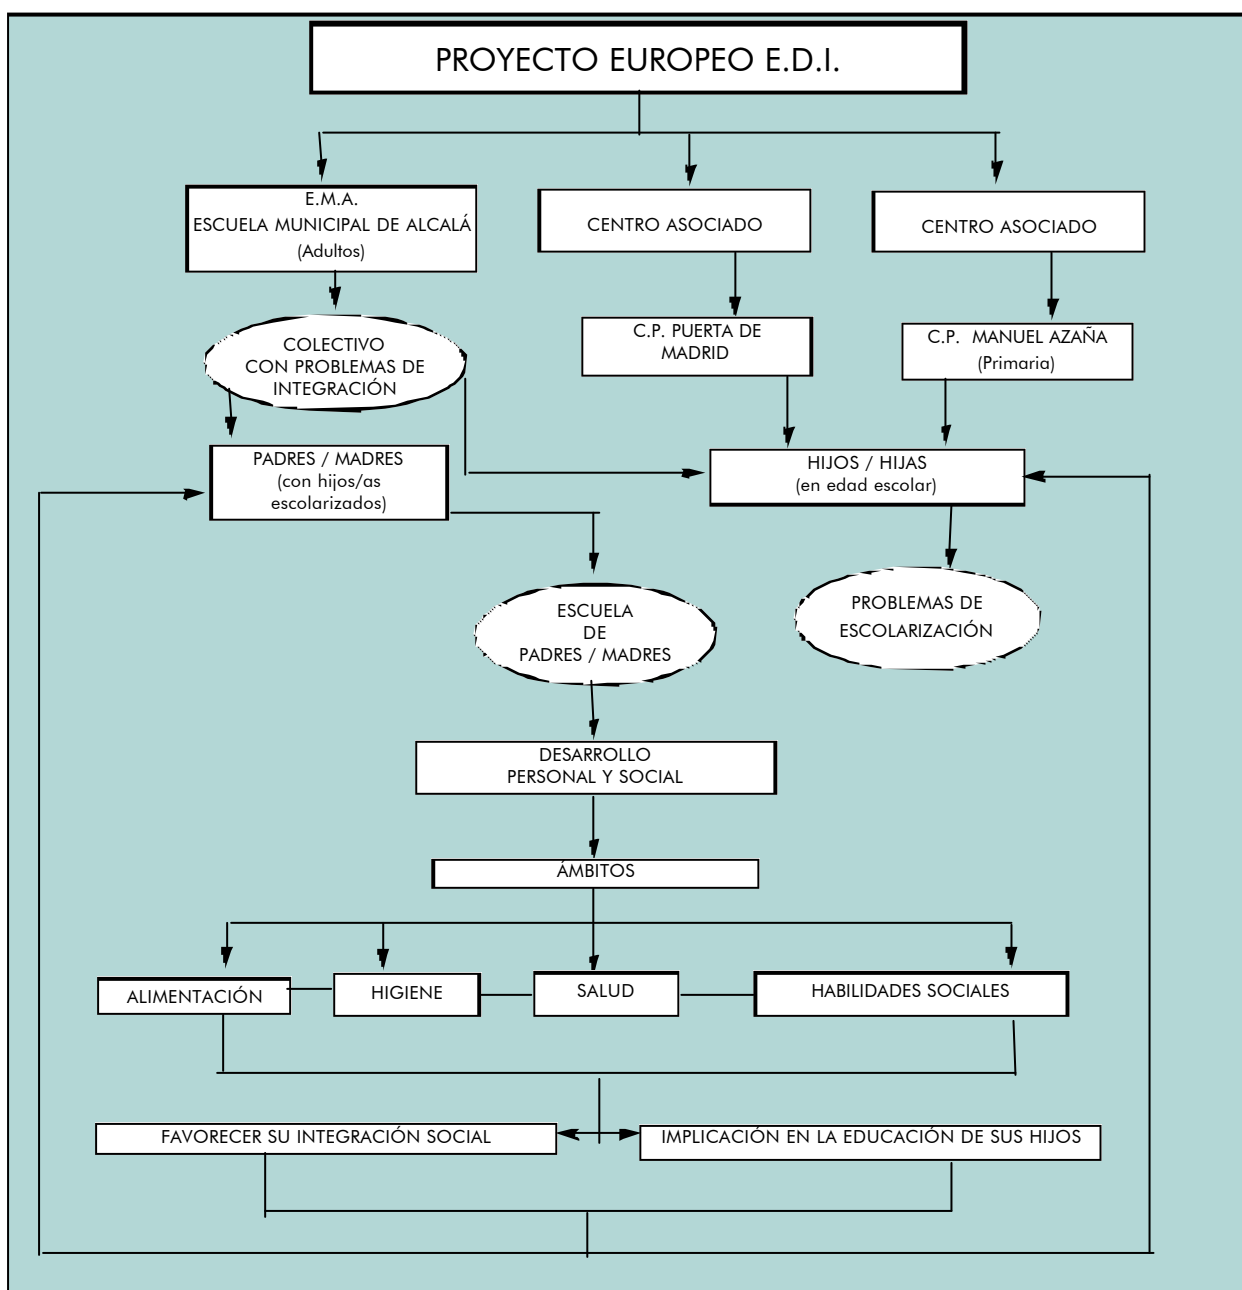 PROYECTO EUROPEO E.D.I.
E.M.A.
ESCUELA MUNICIPAL DE ALCALÁ
(Adultos)
CENTRO ASOCIADO
CENTRO ASOCIADO
COLECTIVO
CON PROBLEMAS DE
INTEGRACIÓN
C.P. PUERTA DE
MADRID
C.P. MANUEL AZAÑA
(Primaria)
PADRES / MADRES
(con hijos/as
escolarizados)
HIJOS / HIJAS
(en edad escolar)
ESCUELA
DE
PADRES / MADRES
PROBLEMAS DE
ESCOLARIZACIÓN
DESARROLLO
PERSONAL Y SOCIAL
ÁMBITOS
ALIMENTACIÓN
HIGIENE
SALUD
HABILIDADES SOCIALES
FAVORECER SU INTEGRACIÓN SOCIAL
IMPLICACIÓN EN LA EDUCACIÓN DE SUS HIJOS